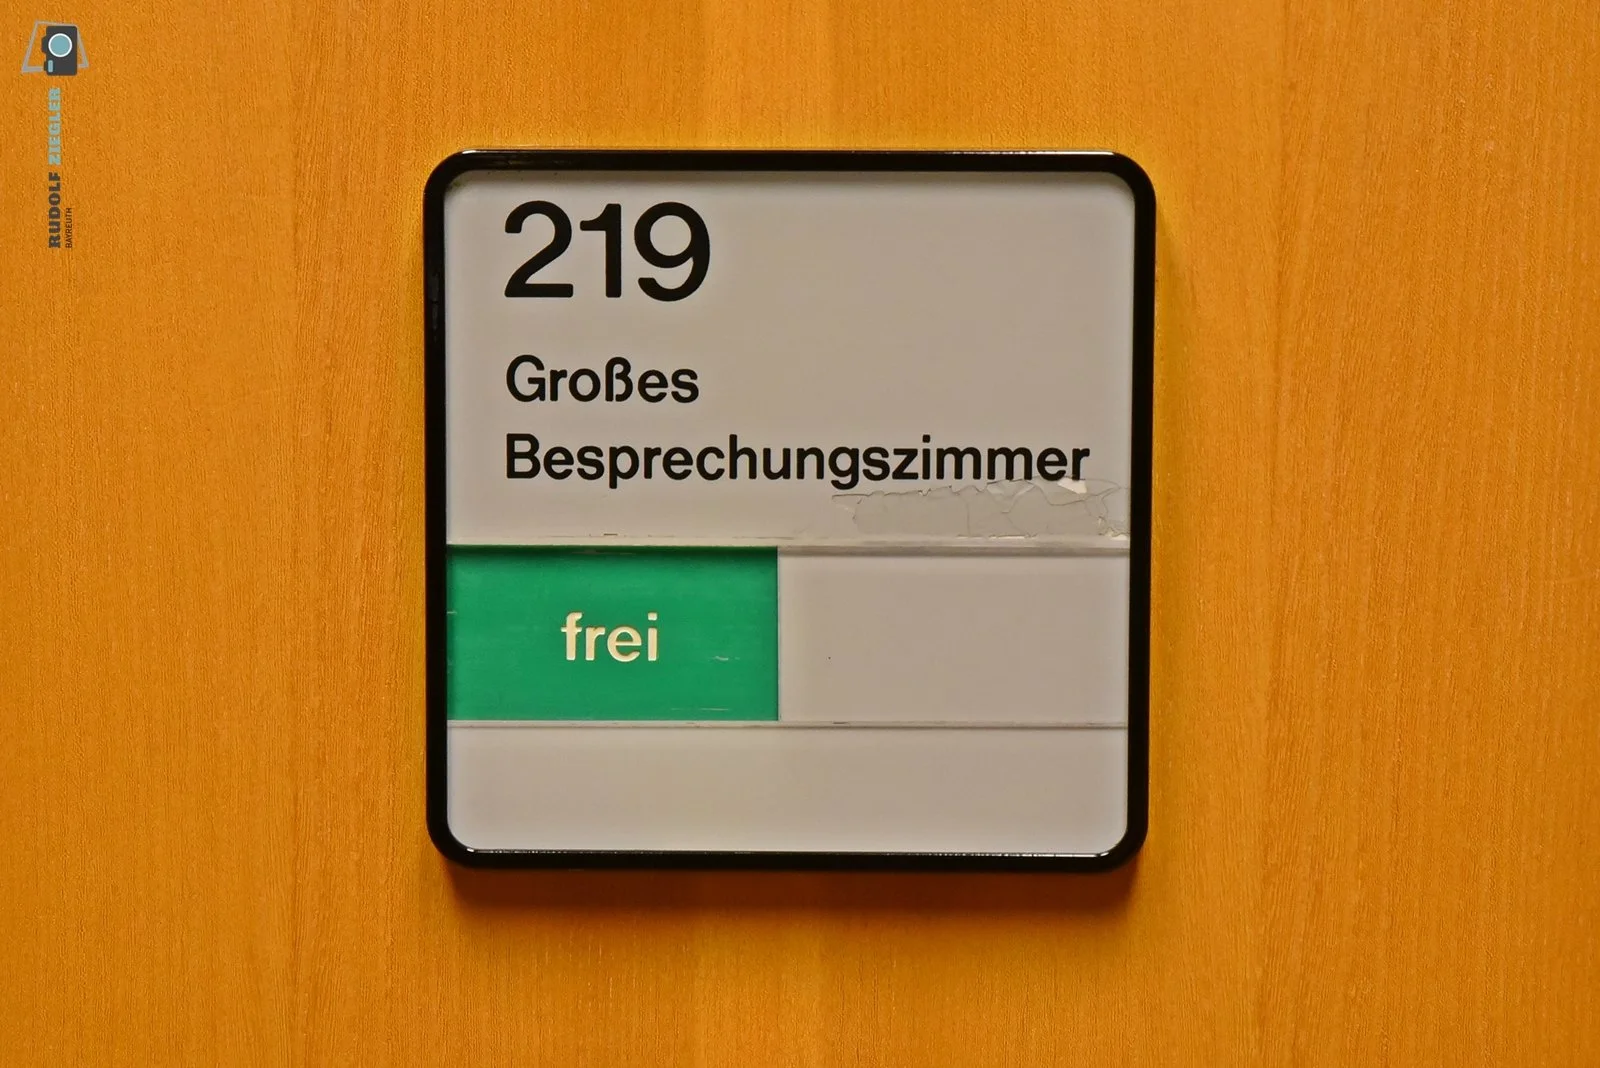 RUDOLF ZIEGLER
BAYREUTH
219
Großes
Besprechungszimmer
frei